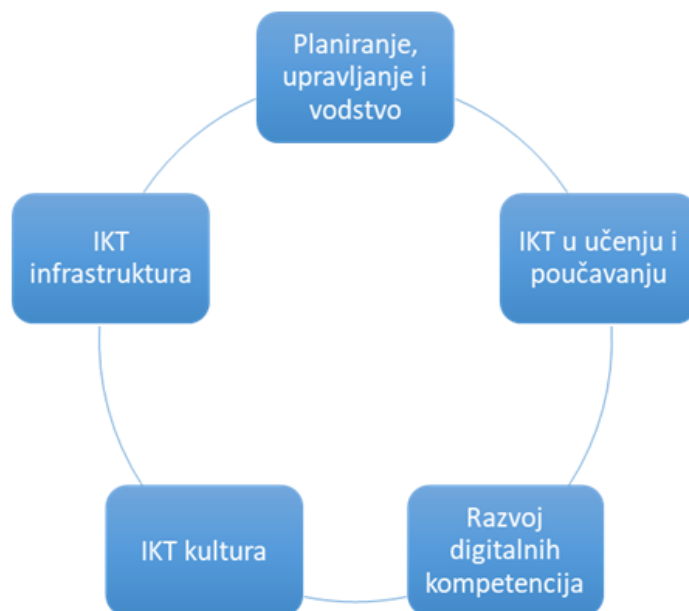 Planiranje,
upravljanje i
vodstvo
IKT u učenju i
poučavanju
Razvoj
digitalnih
kompetencija
IKT kultura
IKT
infrastruktura